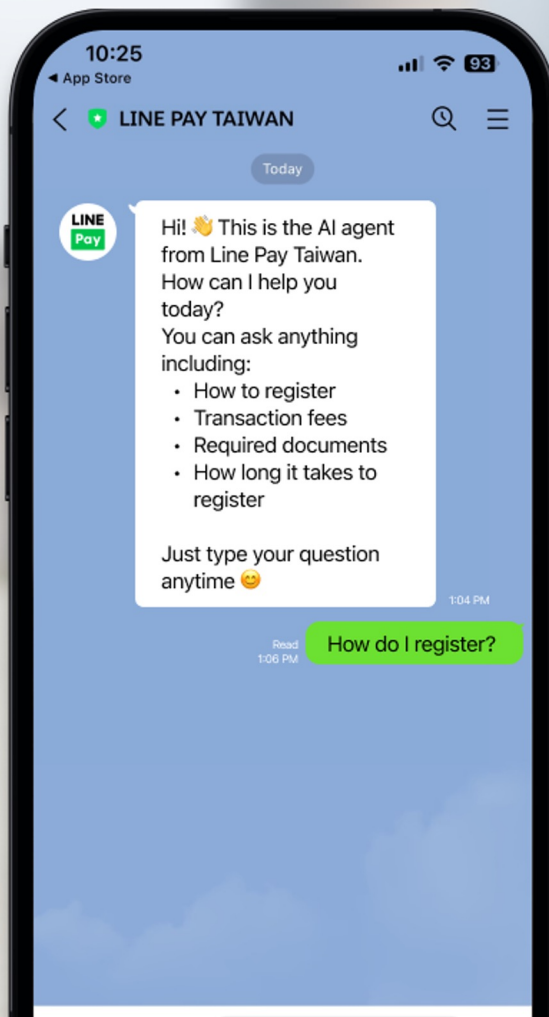 10:25
93
◀ App Store
LINE PAY TAIWAN
Today
LINE
Pay
Hi! 👋 This is the AI agent
from Line Pay Taiwan.
How can I help you
today?
You can ask anything
including:
• How to register
• Transaction fees
• Required documents
• How long it takes to
register
Just type your question
anytime 😊
1:04 PM
Read
1:06 PM
How do I register?